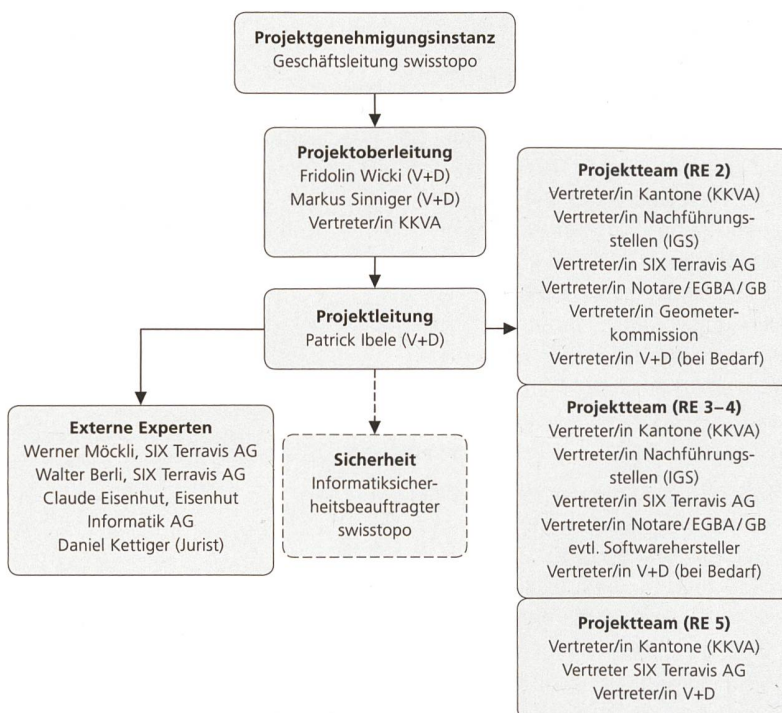 Projektgenehmigungsinstanz
Geschäftsleitung swisstopo
Projektoberleitung
Fridolin Wicki (V+D)
Markus Sinniger (V+D)
Vertreter/in KKVA
Projektleitung
Patrick Ibele (V+D)
Externe Experten
Werner Möckli, SIX Terravis AG
Walter Berli, SIX Terravis AG
Claude Eisenhut, Eisenhut
Informatik AG
Daniel Kettiger (Jurist)
Sicherheit
Informatiksicher-
heitsbeauftragter
swisstopo
Projektteam (RE 2)
Vertreter/in Kantone (KKVA)
Vertreter/in Nachführungs-
stellen (IGS)
Vertreter/in SIX Terravis AG
Vertreter/in Notare/EGBA/GB
Vertreter/in Geometer-
kommission
Vertreter/in V+D (bei Bedarf)
Projektteam (RE 3–4)
Vertreter/in Kantone (KKVA)
Vertreter/in Nachführungs-
stellen (IGS)
Vertreter/in SIX Terravis AG
Vertreter/in Notare/EGBA/GB
evtl. Softwarehersteller
Vertreter/in V+D (bei Bedarf)
Projektteam (RE 5)
Vertreter/in Kantone (KKVA)
Vertreter SIX Terravis AG
Vertreter/in V+D